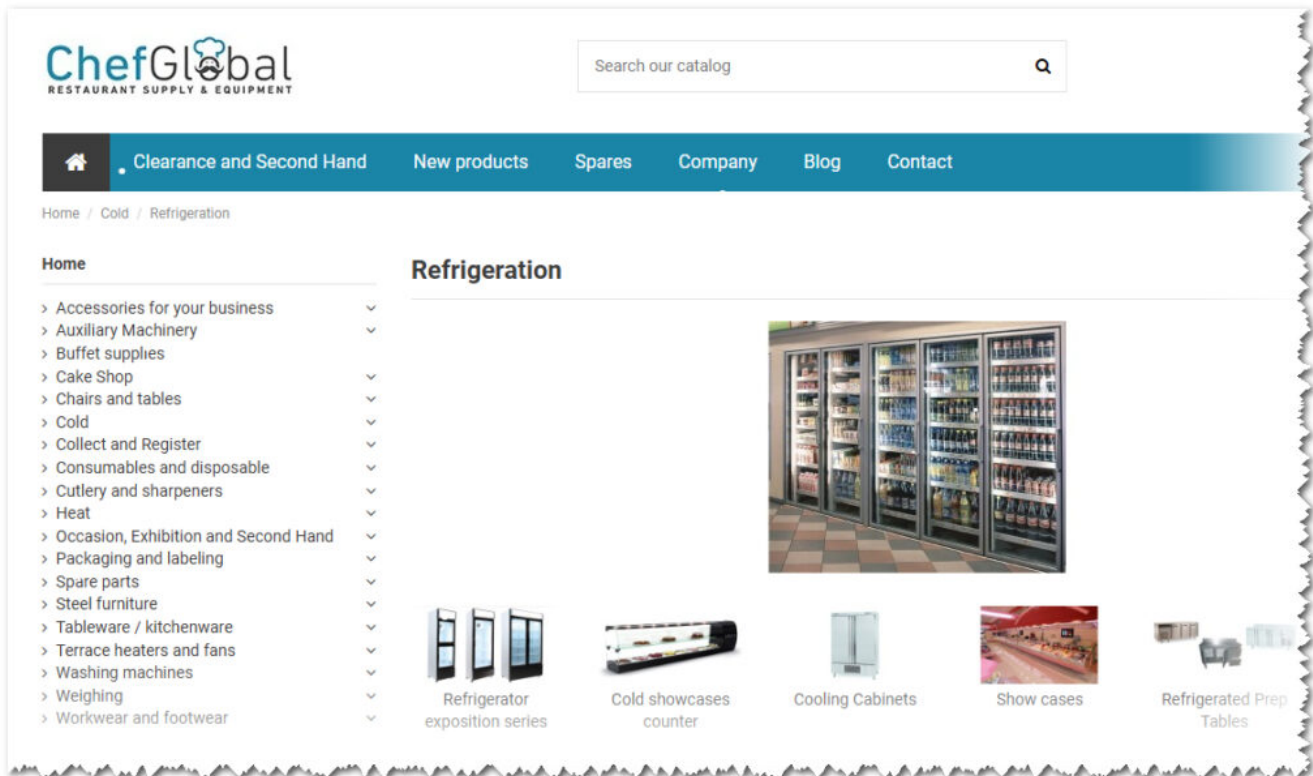 ChefGlobal
RESTAURANT SUPPLY & EQUIPMENT
Search our catalog
Clearance and Second Hand New products Spares Company Blog Contact
Home / Cold / Refrigeration
Home
> Accessories for your business
> Auxiliary Machinery
> Buffet supplies
> Cake Shop
> Chairs and tables
> Cold
> Collect and Register
> Consumables and disposable
> Cutlery and sharpeners
> Heat
> Occasion, Exhibition and Second Hand
> Packaging and labeling
> Spare parts
> Steel furniture
> Tableware / kitchenware
> Terrace heaters and fans
> Washing machines
> Weighing
> Workwear and footwear
Refrigeration
Refrigerator
exposition series
Cold showcases
counter
Cooling Cabinets
Show cases
Refrigerated Prep
Tables